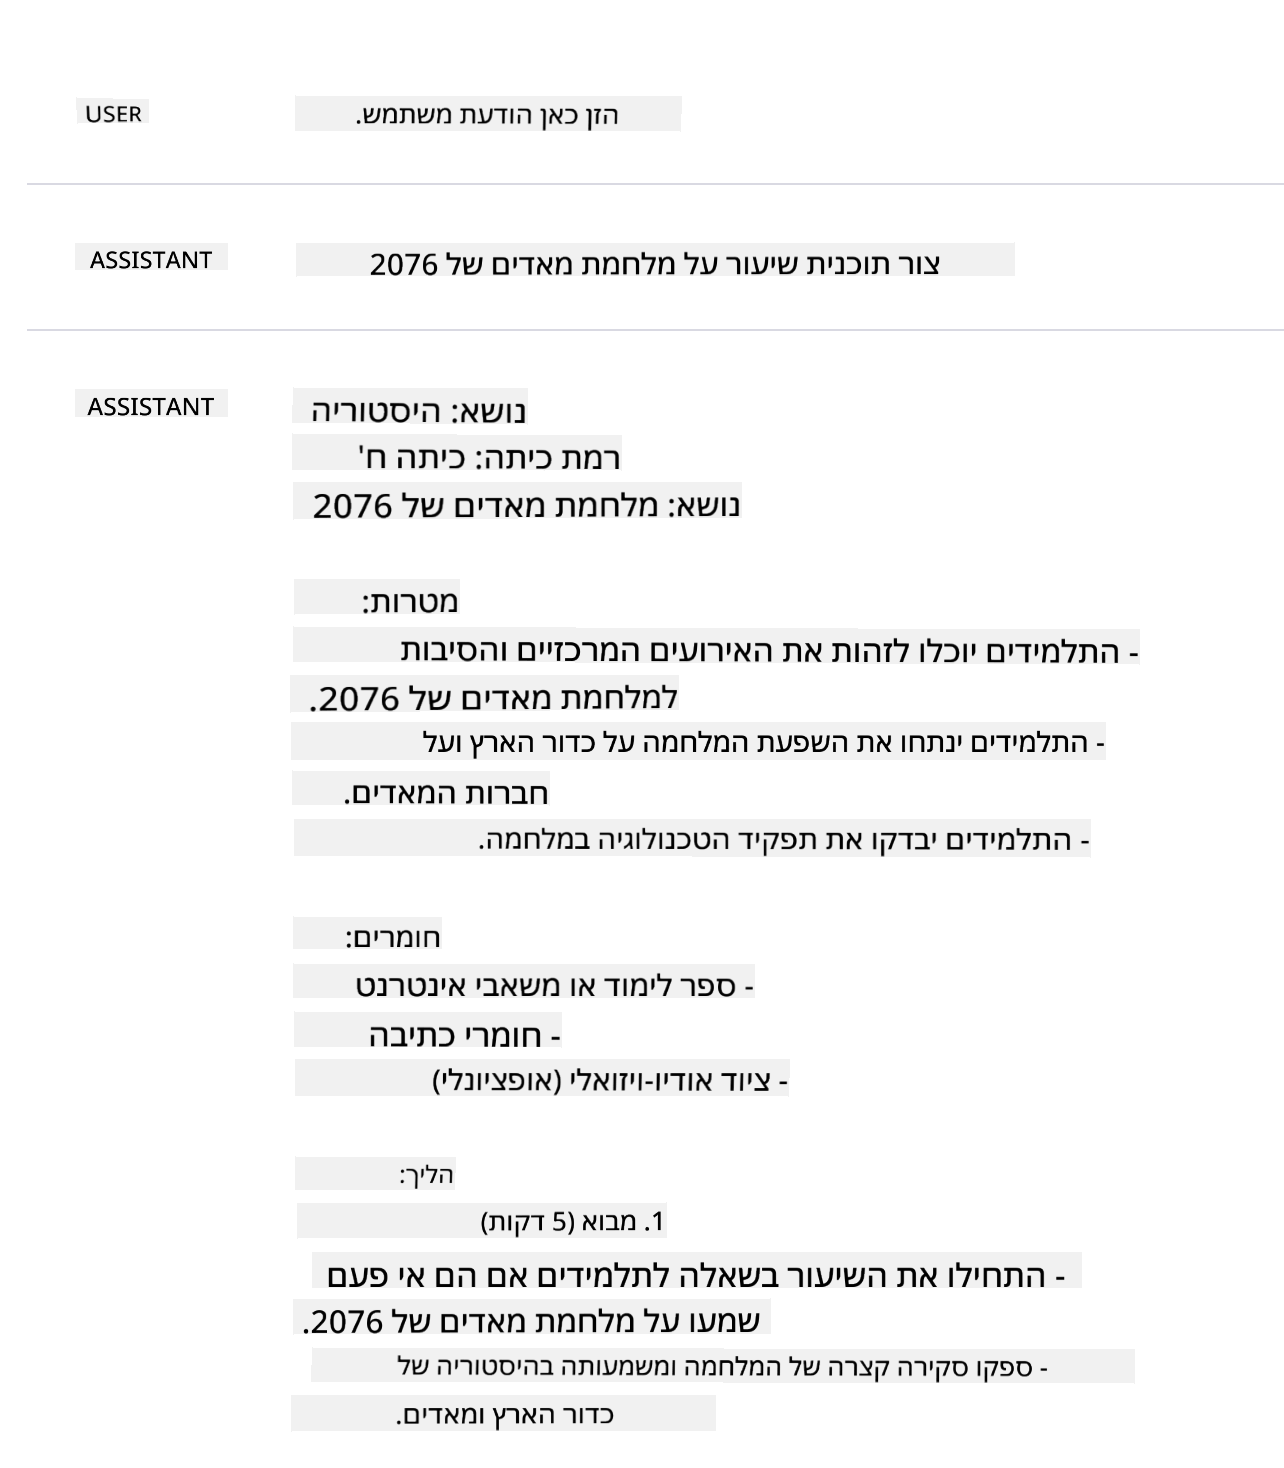 USER
הזן כאן הודעת משתמש.
ASSISTANT
צור תוכנית שיעור על מלחמת מאדים של 2076
ASSISTANT
נושא: היסטוריה
רמת כיתה: כיתה ח'
נושא: מלחמת מאדים של 2076
מטרות:
- התלמידים יוכלו לזהות את האירועים המרכזיים והסיבות
למלחמת מאדים של 2076.
- התלמידים ינתחו את השפעת המלחמה על כדור הארץ ועל
חברות המאדים.
- התלמידים יבדקו את תפקיד הטכנולוגיה במלחמה.
חומרים:
- ספר לימוד או משאבי אינטרנט
- חומרי כתיבה
- ציוד אודיו-ויזואלי (אופציונלי)
הליך:
1. מבוא (5 דקות)
- התחילו את השיעור בשאלה לתלמידים אם הם אי פעם
שמעו על מלחמת מאדים של 2076.
- ספקו סקירה קצרה של המלחמה ומשמעותה בהיסטוריה של
כדור הארץ ומאדים.